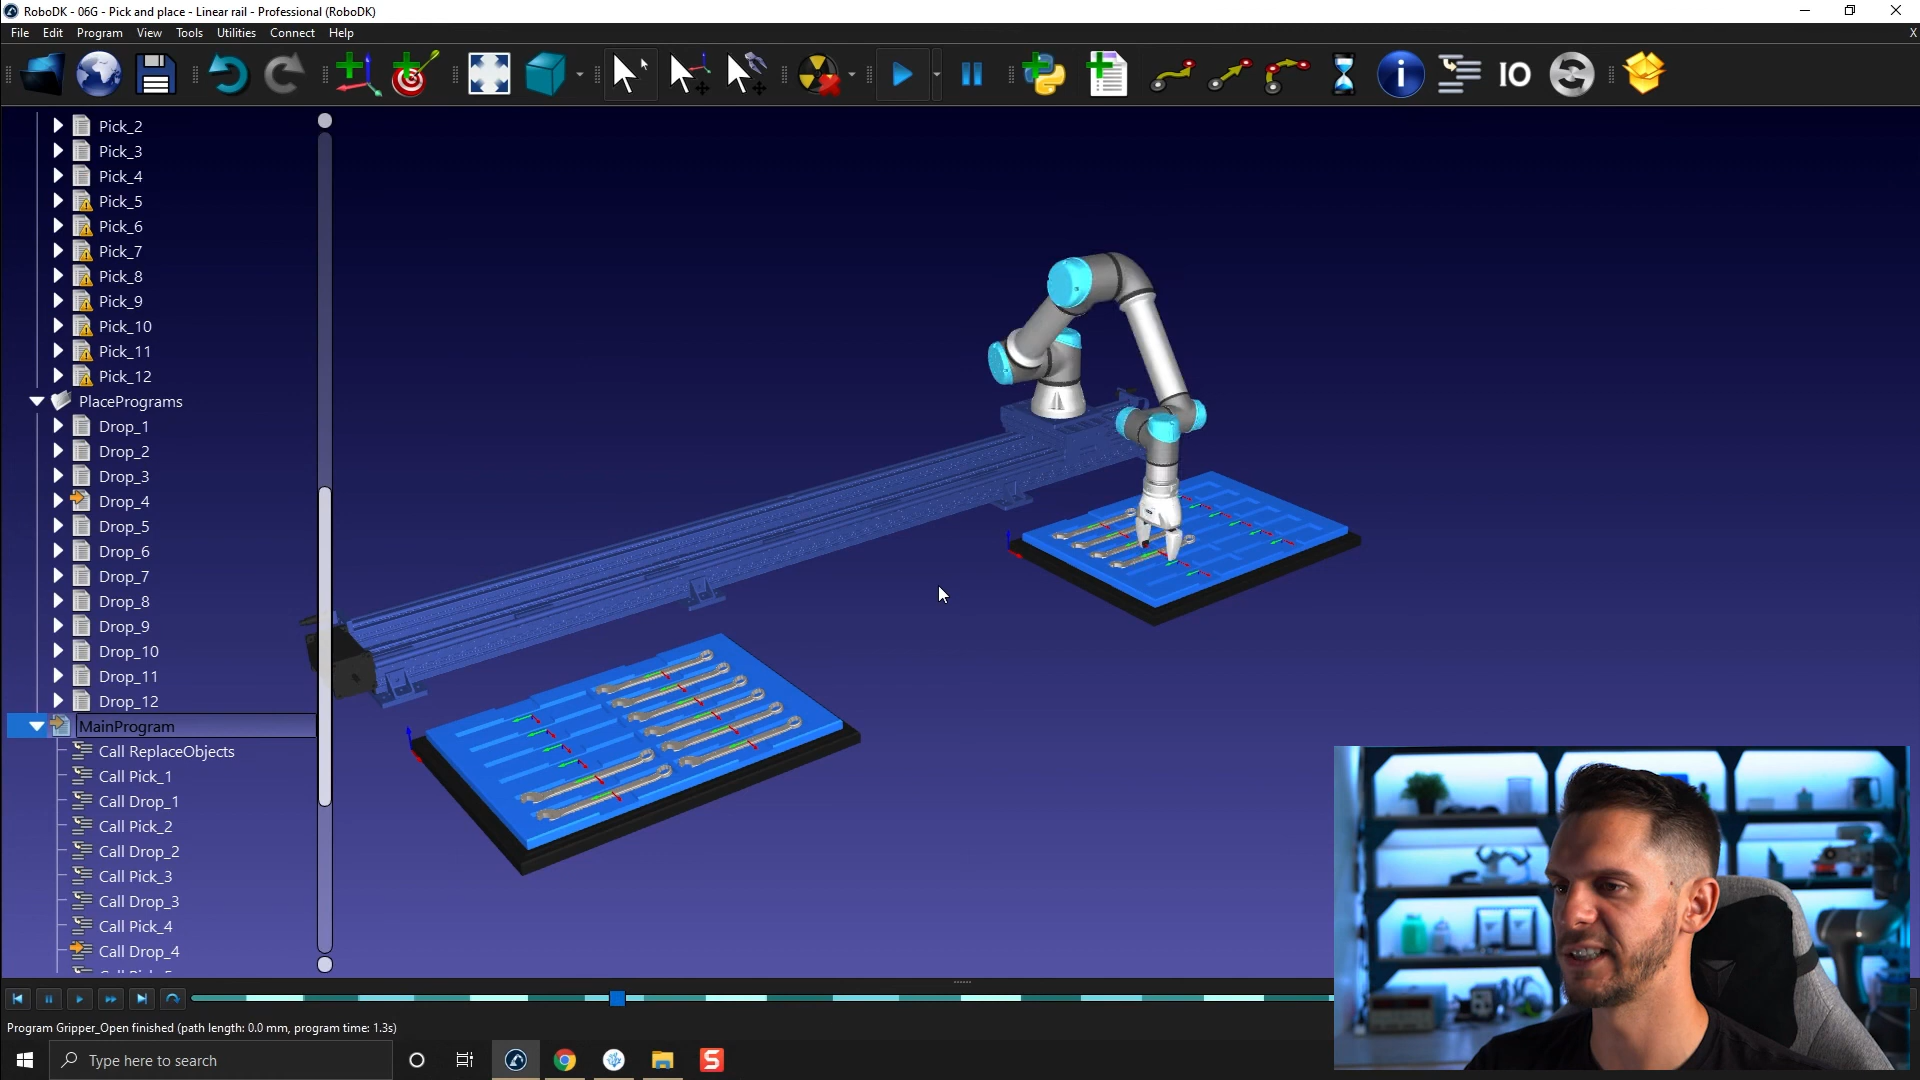 RoboDK - 06G - Pick and place - Linear rail - Professional (RoboDK)
File Edit Program View Tools Utilities Connect Help X
IO
Pick_2
Pick_3
Pick_4
Pick_5
Pick_6
Pick_7
Pick_8
Pick_9
Pick_10
Pick_11
Pick_12
PlacePrograms
Drop_1
Drop_2
Drop_3
Drop_4
Drop_5
Drop_6
Drop_7
Drop_8
Drop_9
Drop_10
Drop_11
Drop_12
MainProgram
Call ReplaceObjects
Call Pick_1
Call Drop_1
Call Pick_2
Call Drop_2
Call Pick_3
Call Drop_3
Call Pick_4
Call Drop_4
Program Gripper_Open finished (path length: 0.0 mm, program time: 1.3s)
Type here to search